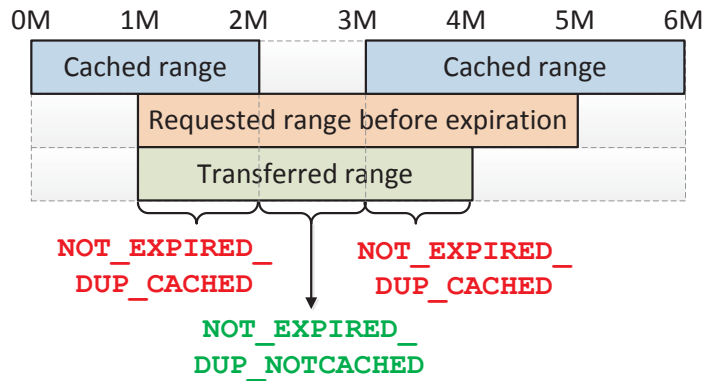 0M 1M 2M 3M 4M 5M 6M
Cached range Cached range
Requested range before expiration
Transferred range
NOT_EXPIRED_ NOT_EXPIRED_
DUP_CACHED DUP_CACHED
NOT_EXPIRED_
DUP_NOTCACHED